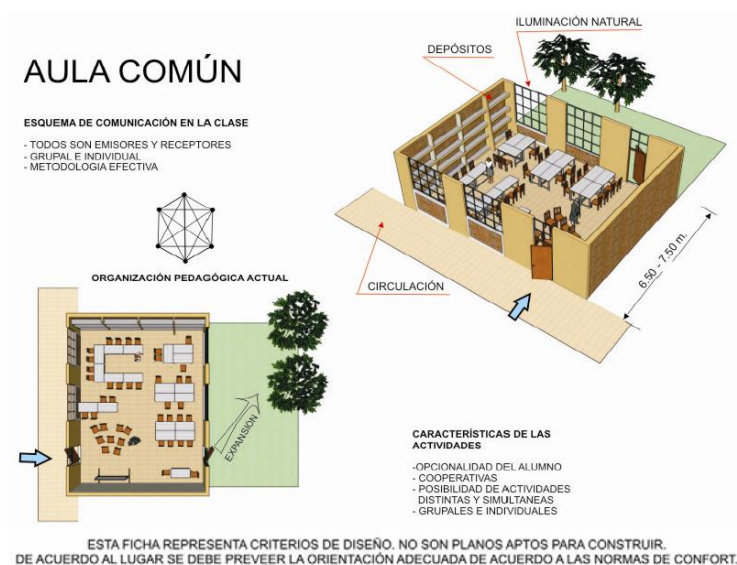 AULA COMÚN
ESQUEMA DE COMUNICACIÓN EN LA CLASE
- TODOS SON EMISORES Y RECEPTORES
- GRUPAL E INDIVIDUAL
- METODOLOGIA EFECTIVA
ORGANIZACIÓN PEDAGÓGICA ACTUAL
ILUMINACIÓN NATURAL
DEPÓSITOS
CIRCULACIÓN
6.50 - 7.50 m.
EXPANSIÓN
CARACTERÍSTICAS DE LAS
ACTIVIDADES
-OPCIONALIDAD DEL ALUMNO
- COOPERATIVAS
- POSIBILIDAD DE ACTIVIDADES
DISTINTAS Y SIMULTANEAS
- GRUPALES E INDIVIDUALES
ESTA FICHA REPRESENTA CRITERIOS DE DISEÑO. NO SON PLANOS APTOS PARA CONSTRUIR.
DE ACUERDO AL LUGAR SE DEBE PREVEER LA ORIENTACIÓN ADECUADA DE ACUERDO A LAS NORMAS DE CONFORT.